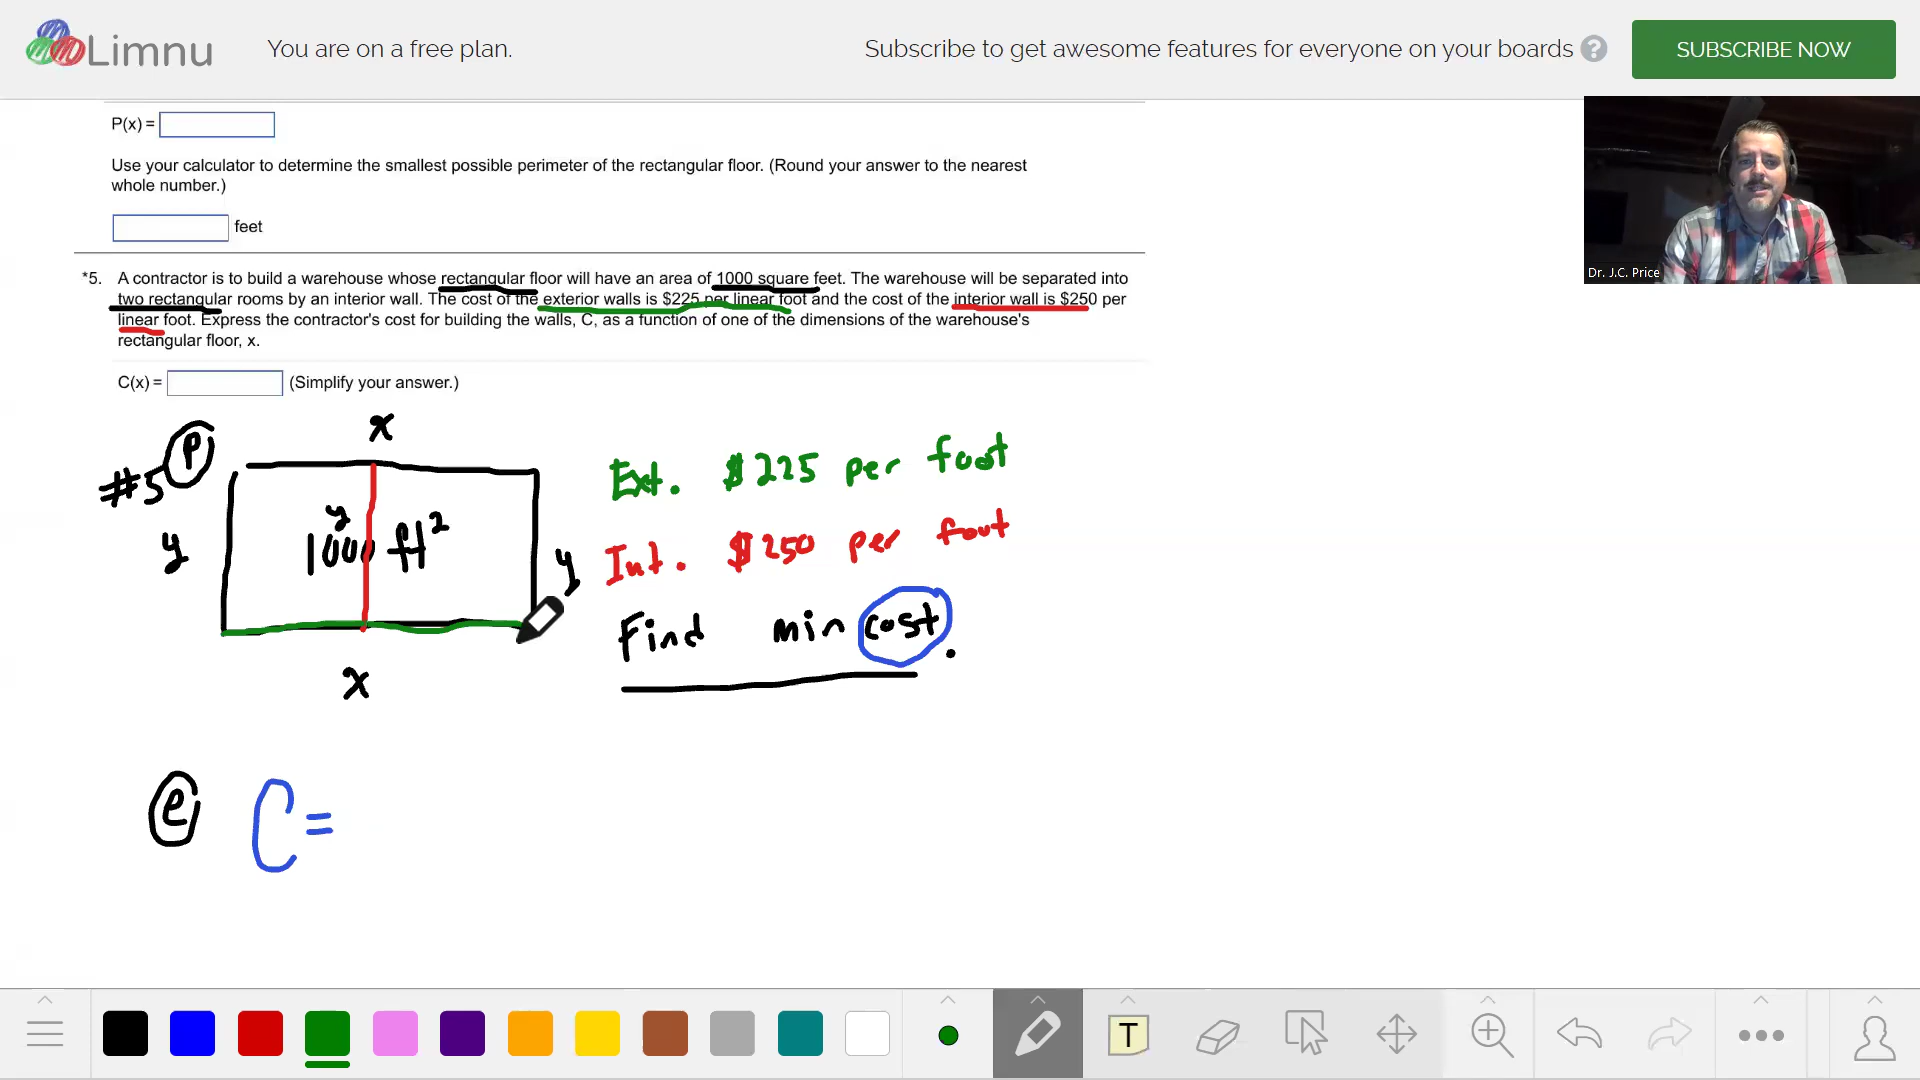 Limnu
You are on a free plan.
Subscribe to get awesome features for everyone on your boards ?
SUBSCRIBE NOW
Dr. J.C. Price
P(x) =
Use your calculator to determine the smallest possible perimeter of the rectangular floor. (Round your answer to the nearest
whole number.)
feet
*5. A contractor is to build a warehouse whose rectangular floor will have an area of 1000 square feet. The warehouse will be separated into
two rectangular rooms by an interior wall. The cost of the exterior walls is $225 per linear foot and the cost of the interior wall is $250 per
linear foot. Express the contractor's cost for building the walls, C, as a function of one of the dimensions of the warehouse's
rectangular floor, x.
C(x) = (Simplify your answer.)
#5 P
x
y
y
1000 ft²
y
x
Ext. $225 per foot
Int. $250 per foot
Find min cost.
e C =
T